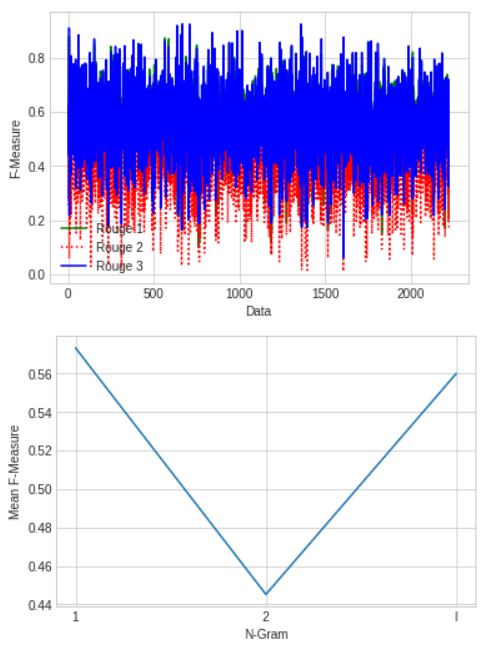 F-Measure
0.8
0.6
0.4
0.2
0.0
Rouge 1
Rouge 2
Rouge 3
0 500 1000 1500 2000
Data
Mean F-Measure
0.56
0.54
0.52
0.50
0.48
0.46
0.44
1 2 l
N-Gram